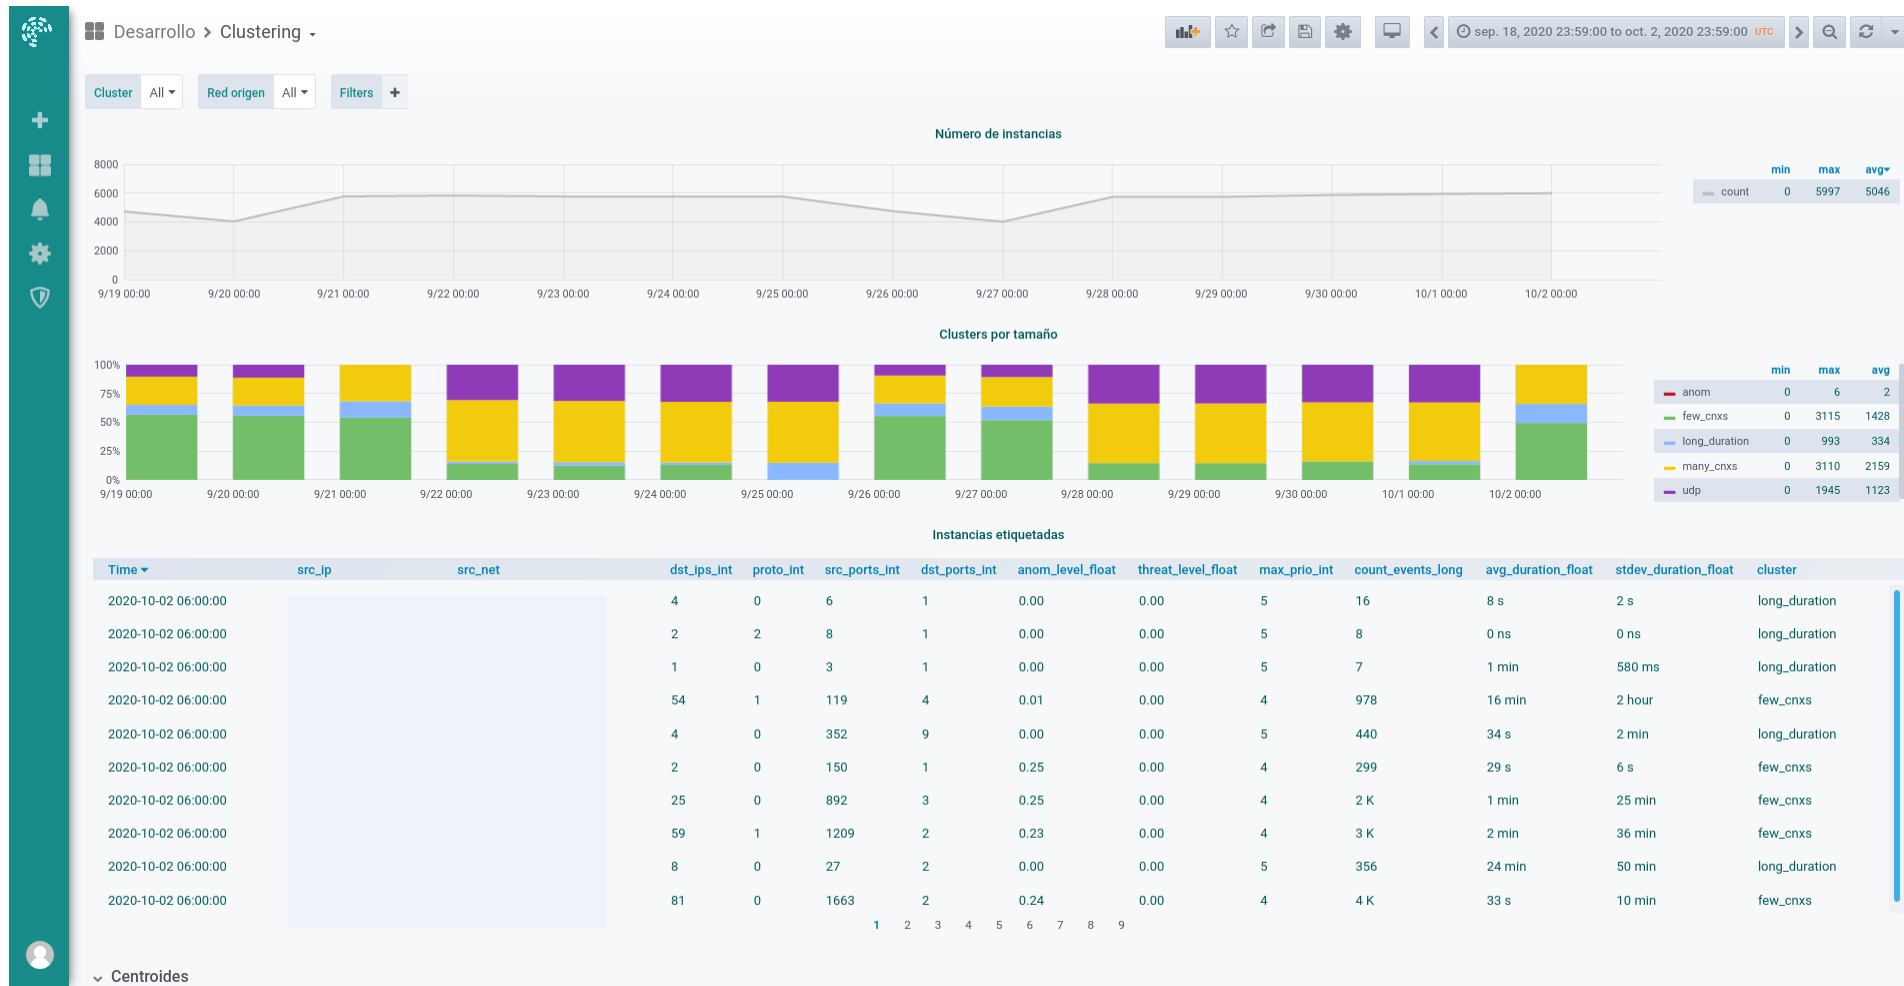 Desarrollo > Clustering
sep. 18, 2020 23:59:00 to oct. 2, 2020 23:59:00 UTC
Cluster All Red origen All Filters +
Número de instancias
8000
6000
4000
2000
0
9/19 00:00 9/20 00:00 9/21 00:00 9/22 00:00 9/23 00:00 9/24 00:00 9/25 00:00 9/26 00:00 9/27 00:00 9/28 00:00 9/29 00:00 9/30 00:00 10/1 00:00 10/2 00:00
min max avg
count 0 5997 5046
Clusters por tamaño
100%
75%
50%
25%
0%
9/19 00:00 9/20 00:00 9/21 00:00 9/22 00:00 9/23 00:00 9/24 00:00 9/25 00:00 9/26 00:00 9/27 00:00 9/28 00:00 9/29 00:00 9/30 00:00 10/1 00:00 10/2 00:00
min max avg
anom 0 6 2
few_cnxs 0 3115 1428
long_duration 0 993 334
many_cnxs 0 3110 2159
udp 0 1945 1123
Instancias etiquetadas
Time src_ip src_net dst_ips_int proto_int src_ports_int dst_ports_int anom_level_float threat_level_float max_prio_int count_events_long avg_duration_float stdev_duration_float cluster
2020-10-02 06:00:00 4 0 6 1 0.00 0.00 5 16 8 s 2 s long_duration
2020-10-02 06:00:00 2 2 8 1 0.00 0.00 5 8 0 ns 0 ns long_duration
2020-10-02 06:00:00 1 0 3 1 0.00 0.00 5 7 1 min 580 ms long_duration
2020-10-02 06:00:00 54 1 119 4 0.01 0.00 4 978 16 min 2 hour few_cnxs
2020-10-02 06:00:00 4 0 352 9 0.00 0.00 5 440 34 s 2 min long_duration
2020-10-02 06:00:00 2 0 150 1 0.25 0.00 4 299 29 s 6 s few_cnxs
2020-10-02 06:00:00 25 0 892 3 0.25 0.00 4 2 K 1 min 25 min few_cnxs
2020-10-02 06:00:00 59 1 1209 2 0.23 0.00 4 3 K 2 min 36 min few_cnxs
2020-10-02 06:00:00 8 0 27 2 0.00 0.00 5 356 24 min 50 min long_duration
2020-10-02 06:00:00 81 0 1663 2 0.24 0.00 4 4 K 33 s 10 min few_cnxs
1 2 3 4 5 6 7 8 9
Centroides